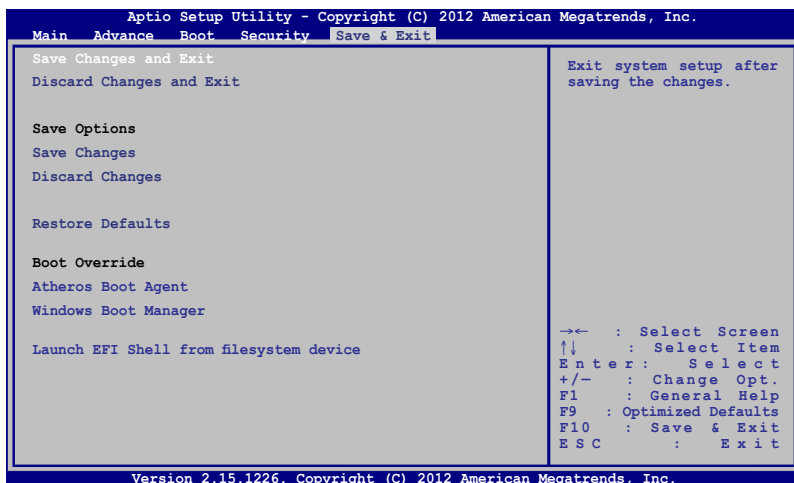 Aptio Setup Utility - Copyright (C) 2012 American Megatrends, Inc.
Main Advance Boot Security Save & Exit
Save Changes and Exit
Discard Changes and Exit
Save Options
Save Changes
Discard Changes
Restore Defaults
Boot Override
Atheros Boot Agent
Windows Boot Manager
Launch EFI Shell from filesystem device
Exit system setup after
saving the changes.
→← : Select Screen
↑↓ : Select Item
Enter: Select
+/— : Change Opt.
F1 : General Help
F9 : Optimized Defaults
F10 : Save & Exit
ESC : Exit
Version 2.15.1226. Copyright (C) 2012 American Megatrends, Inc.